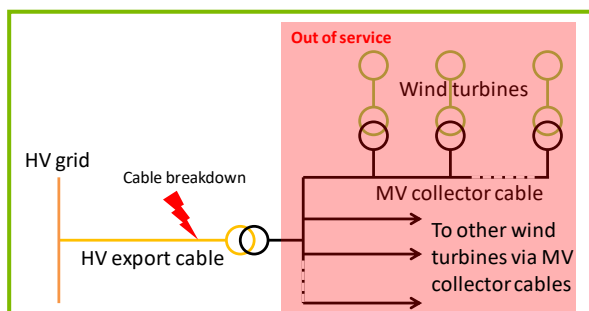 Out of service
Wind turbines
HV grid
Cable breakdown
MV collector cable
To other wind
turbines via MV
collector cables
HV export cable